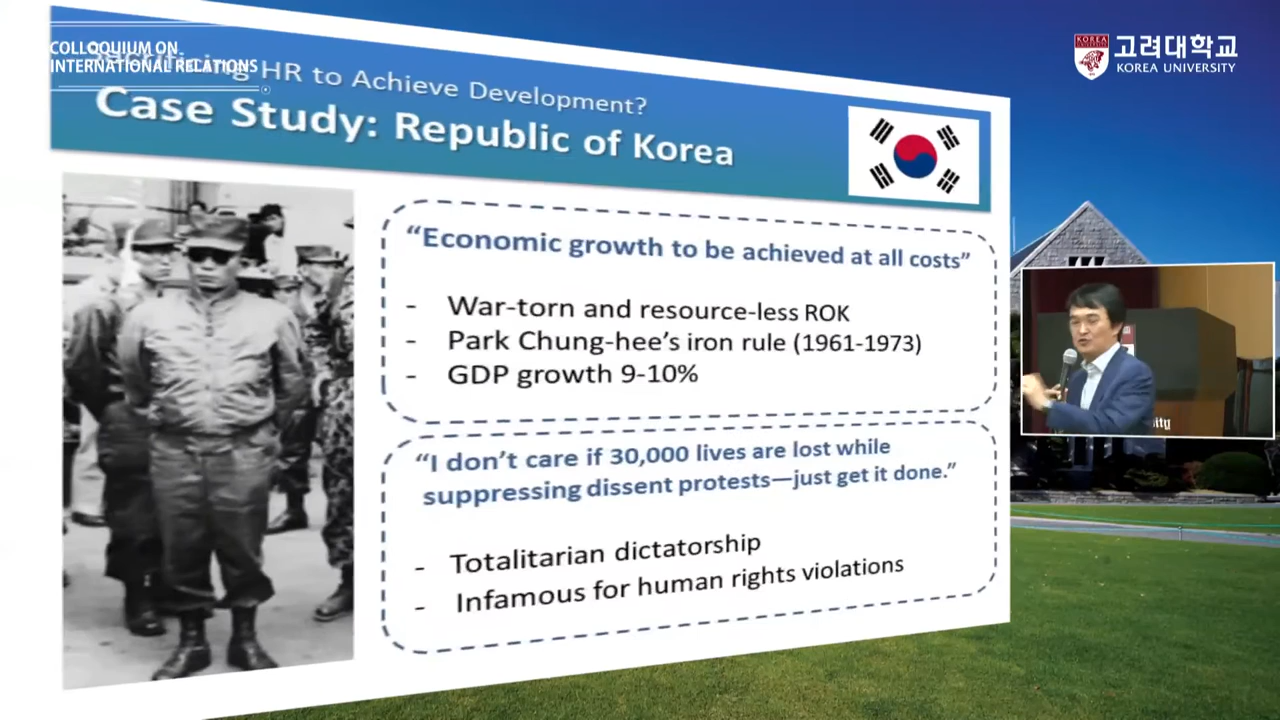 COLLOQUIUM ON
INTERNATIONAL RELATIONS
HR to Achieve Development?
Case Study: Republic of Korea
고려대학교
KOREA
KOREA UNIVERSITY
“Economic growth to be achieved at all costs”
- War-torn and resource-less ROK
- Park Chung-hee’s iron rule (1961-1973)
- GDP growth 9-10%
“I don’t care if 30,000 lives are lost while
suppressing dissent protests—just get it done.”
- Totalitarian dictatorship
- Infamous for human rights violations